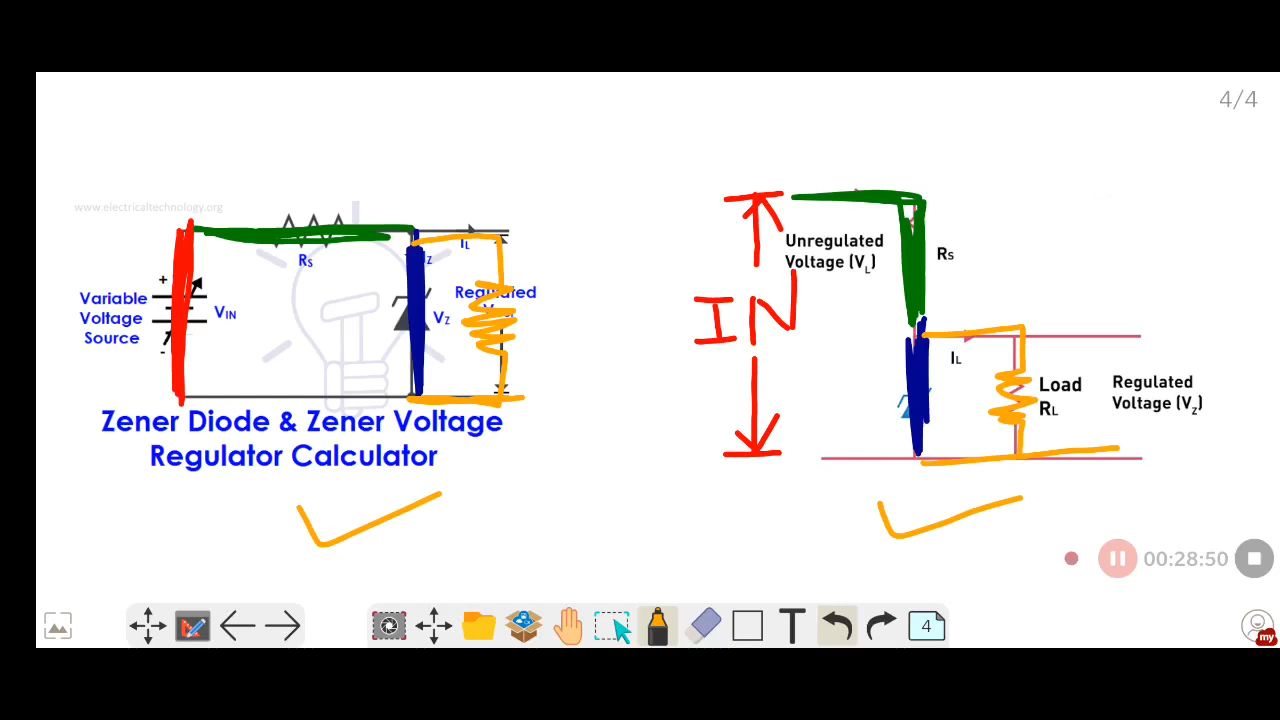 4/4
www.electricaltechnology.org
+
Variable
Voltage
Source
-
VIN
RS
IL
VZ
Regulated
Zener Diode & Zener Voltage
Regulator Calculator
IN
Unregulated
Voltage (VL)
RS
IL
Load
RL
Regulated
Voltage (VZ)
00:28:50
T
4
my